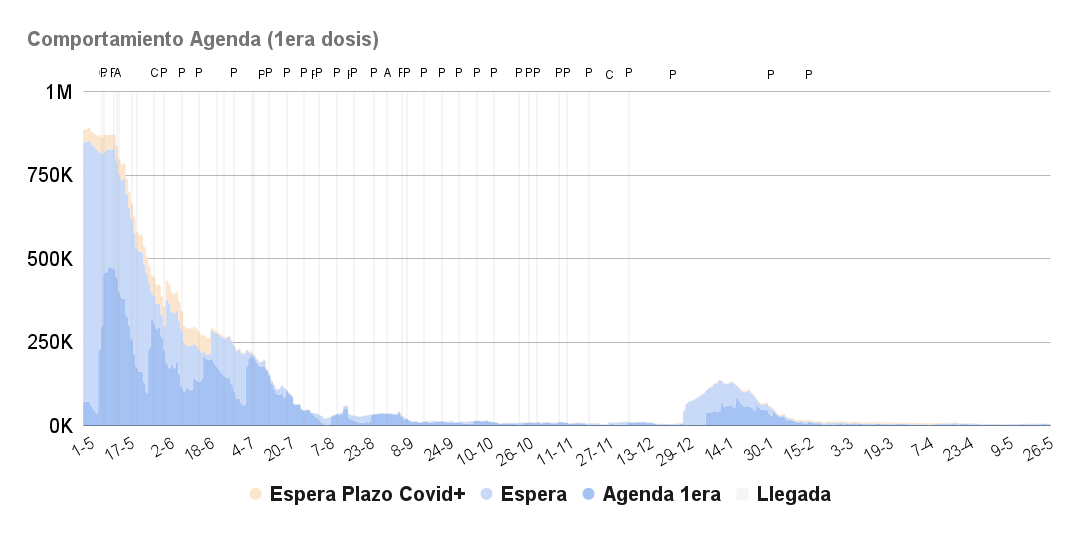 Comportamiento Agenda (1era dosis)
P A C P P P P P P P P P P P P A P P P P P P P P P P P P C P P P P
1M
750K
500K
250K
0K
1-5 17-5 2-6 18-6 4-7 20-7 7-8 23-8 8-9 24-9 10-10 26-10 11-11 27-11 13-12 29-12 14-1 30-1 15-2 3-3 19-3 7-4 23-4 9-5 26-5
Espera Plazo Covid+ Espera Agenda 1era Llegada